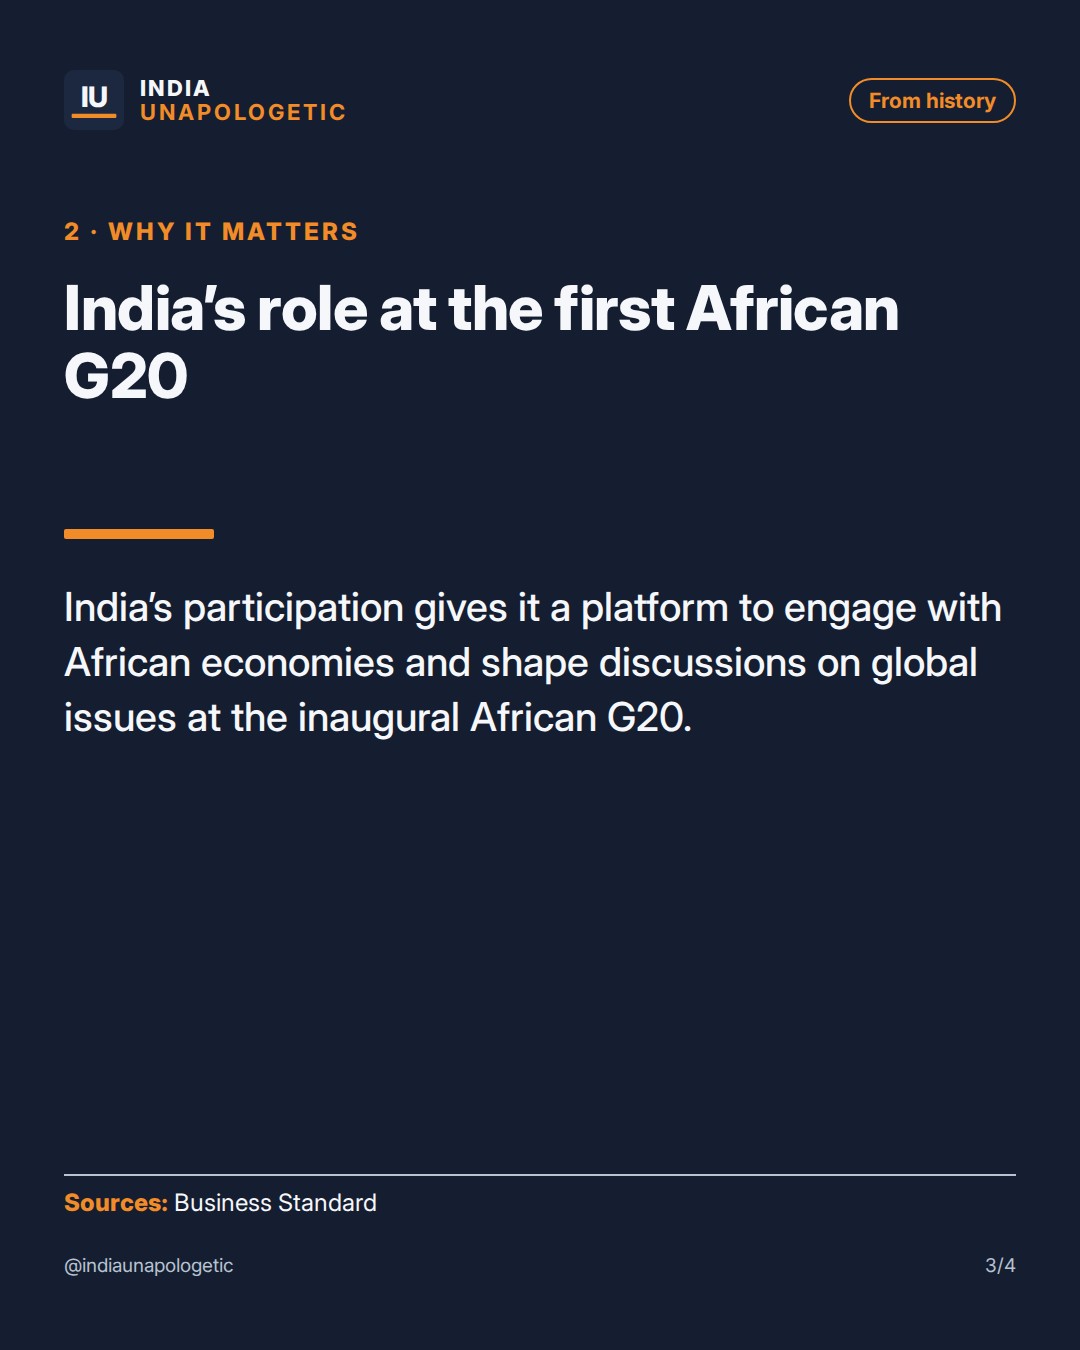 IU
INDIA
UNAPOLOGETIC
From history
2 · WHY IT MATTERS
India’s role at the first African
G20
India’s participation gives it a platform to engage with
African economies and shape discussions on global
issues at the inaugural African G20.
Sources: Business Standard
@indiaunapologetic
3/4